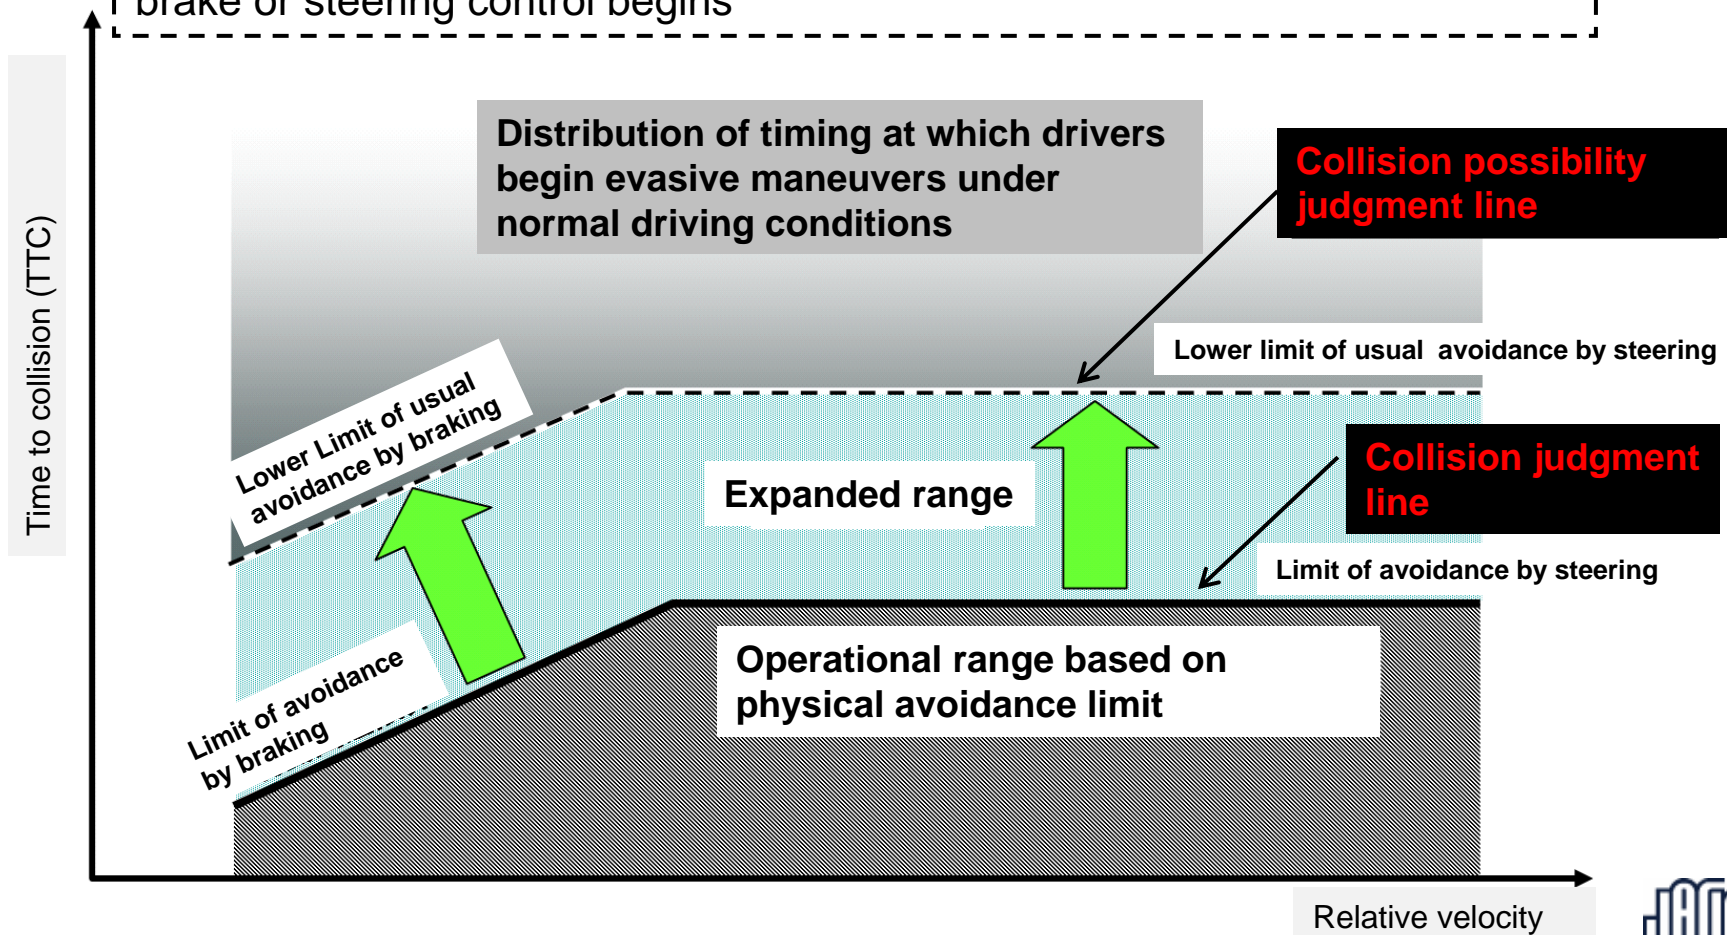 brake or steering control begins
Time to collision (TTC)
Distribution of timing at which drivers
begin evasive maneuvers under
normal driving conditions
Collision possibility
judgment line
Lower limit of usual avoidance by steering
Lower Limit of usual
avoidance by braking
Expanded range
Collision judgment
line
Limit of avoidance by steering
Limit of avoidance
by braking
Operational range based on
physical avoidance limit
Relative velocity